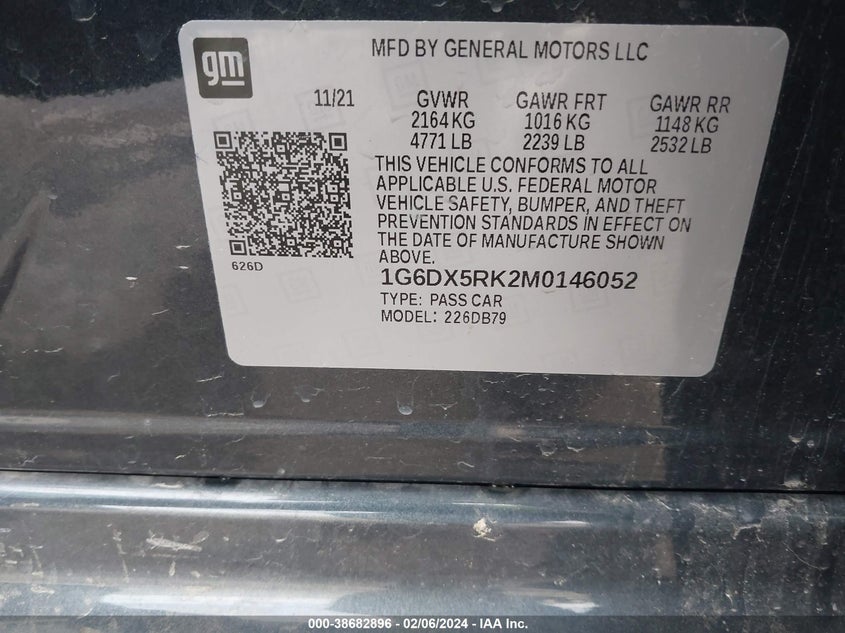 gm
MFD BY GENERAL MOTORS LLC
11/21 GVWR GAWR FRT GAWR RR
2164 KG 1016 KG 1148 KG
4771 LB 2239 LB 2532 LB
THIS VEHICLE CONFORMS TO ALL
APPLICABLE U.S. FEDERAL MOTOR
VEHICLE SAFETY, BUMPER, AND THEFT
PREVENTION STANDARDS IN EFFECT ON
THE DATE OF MANUFACTURE SHOWN
ABOVE.
626D
1G6DX5RK2M0146052
TYPE: PASS CAR
MODEL: 226DB79
000-38682896 - 02/06/2024 - IAA Inc.